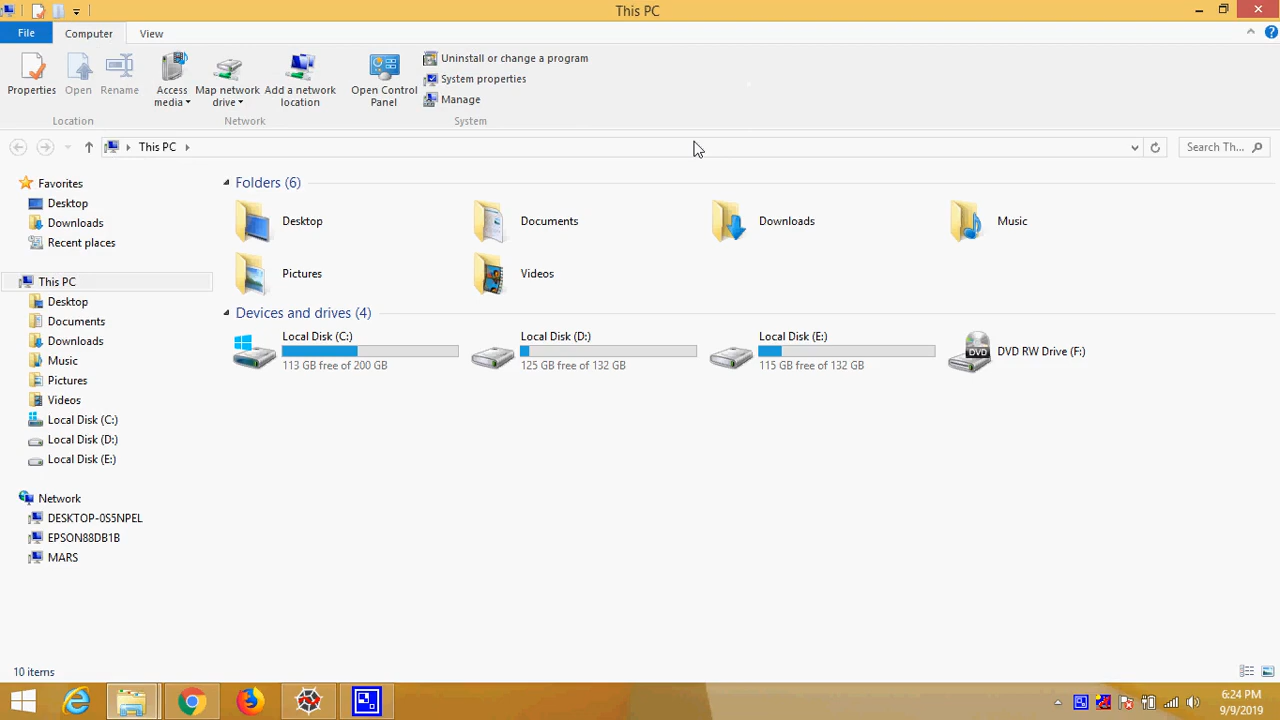 This PC
File
Computer
View
Properties
Open
Rename
Access media
Map network drive
Add a network location
Open Control Panel
Uninstall or change a program
System properties
Manage
Location
Network
System
This PC
Search Th...
Favorites
Desktop
Downloads
Recent places
This PC
Desktop
Documents
Downloads
Music
Pictures
Videos
Local Disk (C:)
Local Disk (D:)
Local Disk (E:)
Network
DESKTOP-0S5NPEL
EPSON88DB1B
MARS
Folders (6)
Desktop
Documents
Downloads
Music
Pictures
Videos
Devices and drives (4)
Local Disk (C:)
113 GB free of 200 GB
Local Disk (D:)
125 GB free of 132 GB
Local Disk (E:)
115 GB free of 132 GB
DVD RW Drive (F:)
DVD
10 items
6:24 PM
9/9/2019